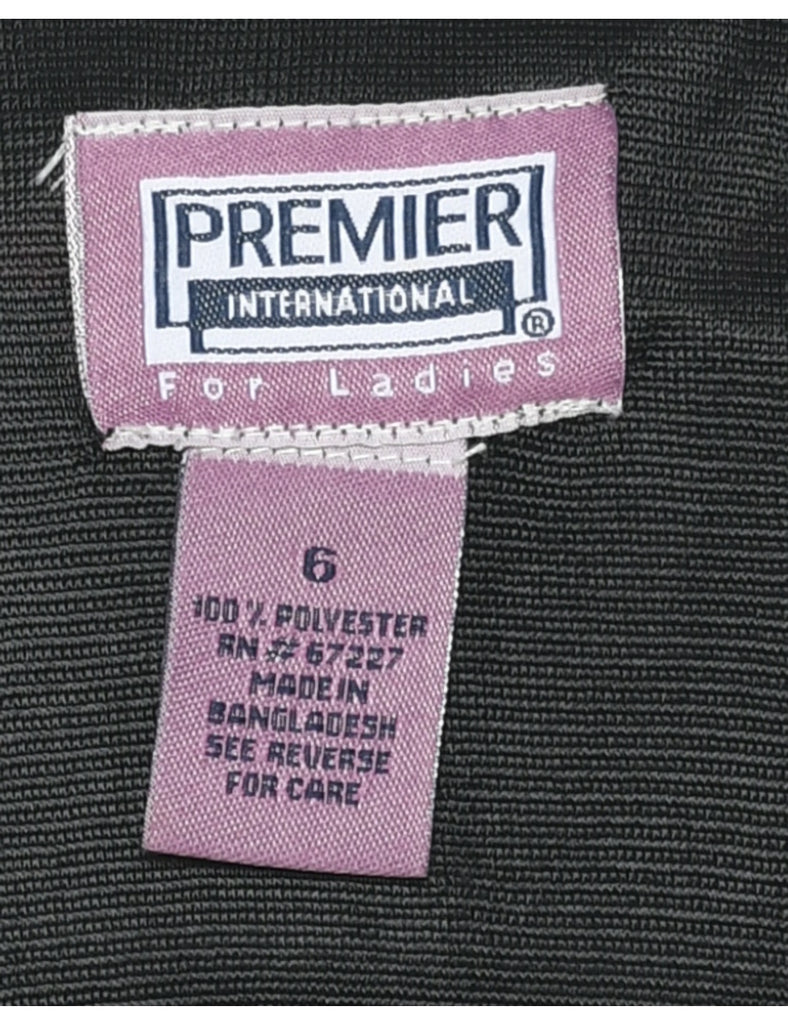 PREMIER
INTERNATIONAL
®
For Ladies
6
100% POLYESTER
RN # 67227
MADE IN
BANGLADESH
SEE REVERSE
FOR CARE